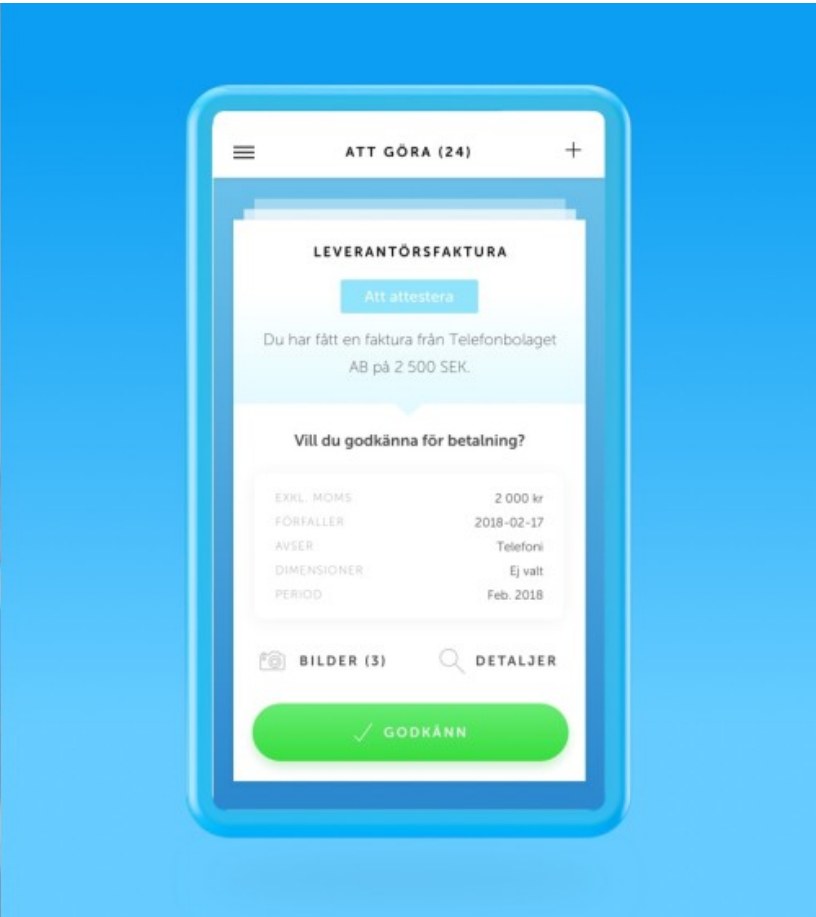 ATT GÖRA (24)
LEVERANTÖRSFAKTURA
Att attestera
Du har fått en faktura från Telefonbolaget
AB på 2 500 SEK.
Vill du godkänna för betalning?
EXKL. MOMS 2 000 kr
FÖRFALLER 2018-02-17
AVSER Telefoni
DIMENSIONER Ej valt
PERIOD Feb. 2018
BILDER (3) DETALJER
GODKÄNN